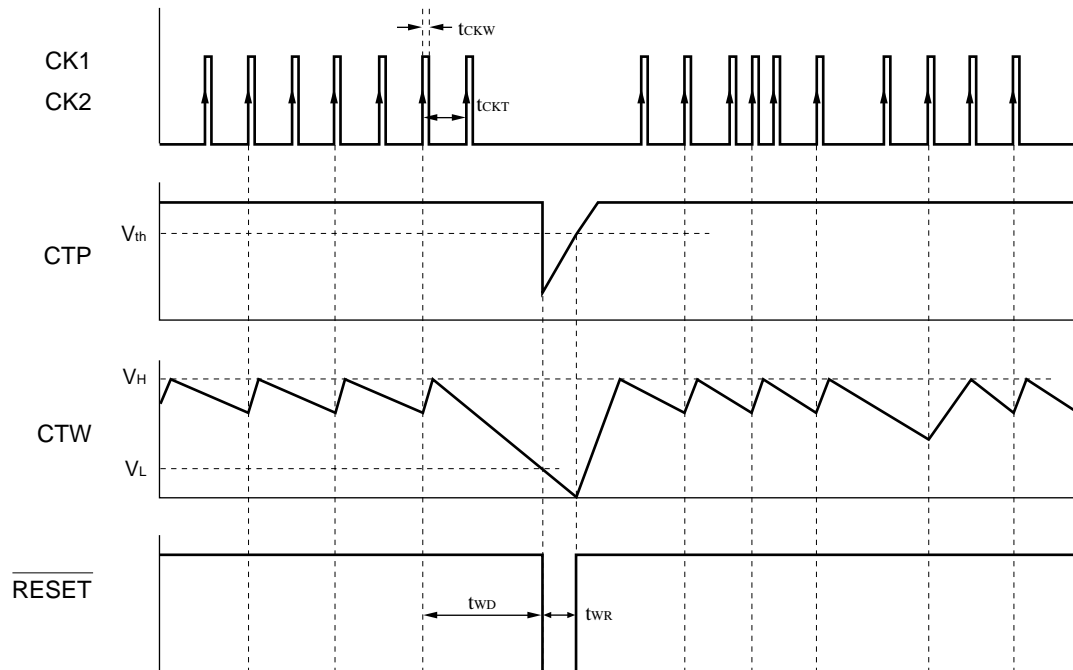 tCKW
CK1
CK2
tCKT
Vth
CTP
VH
CTW
VL
RESET
tWD
tWR